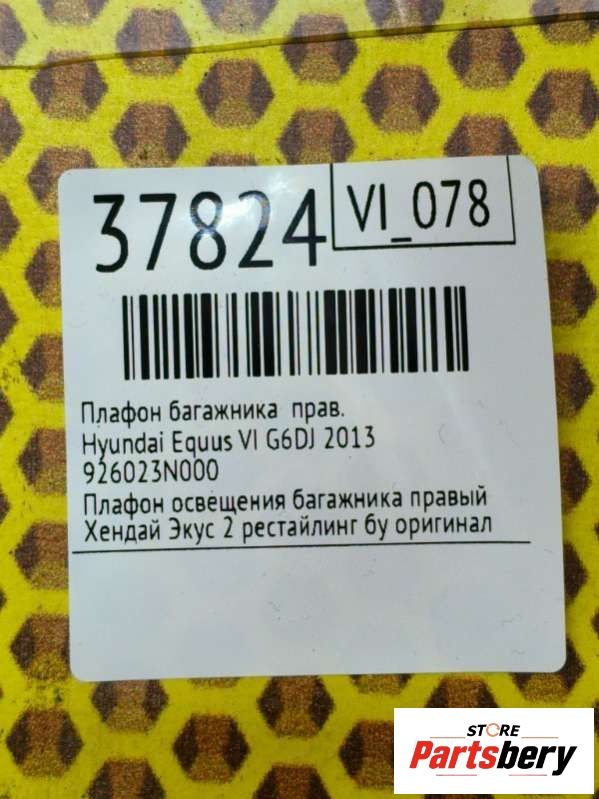 37824
VI_078
Плафон багажника прав.
Hyundai Equus VI G6DJ 2013
926023N000
Плафон освещения багажника правый
Хендай Экус 2 рестайлинг бу оригинал
STORE
Partsbery